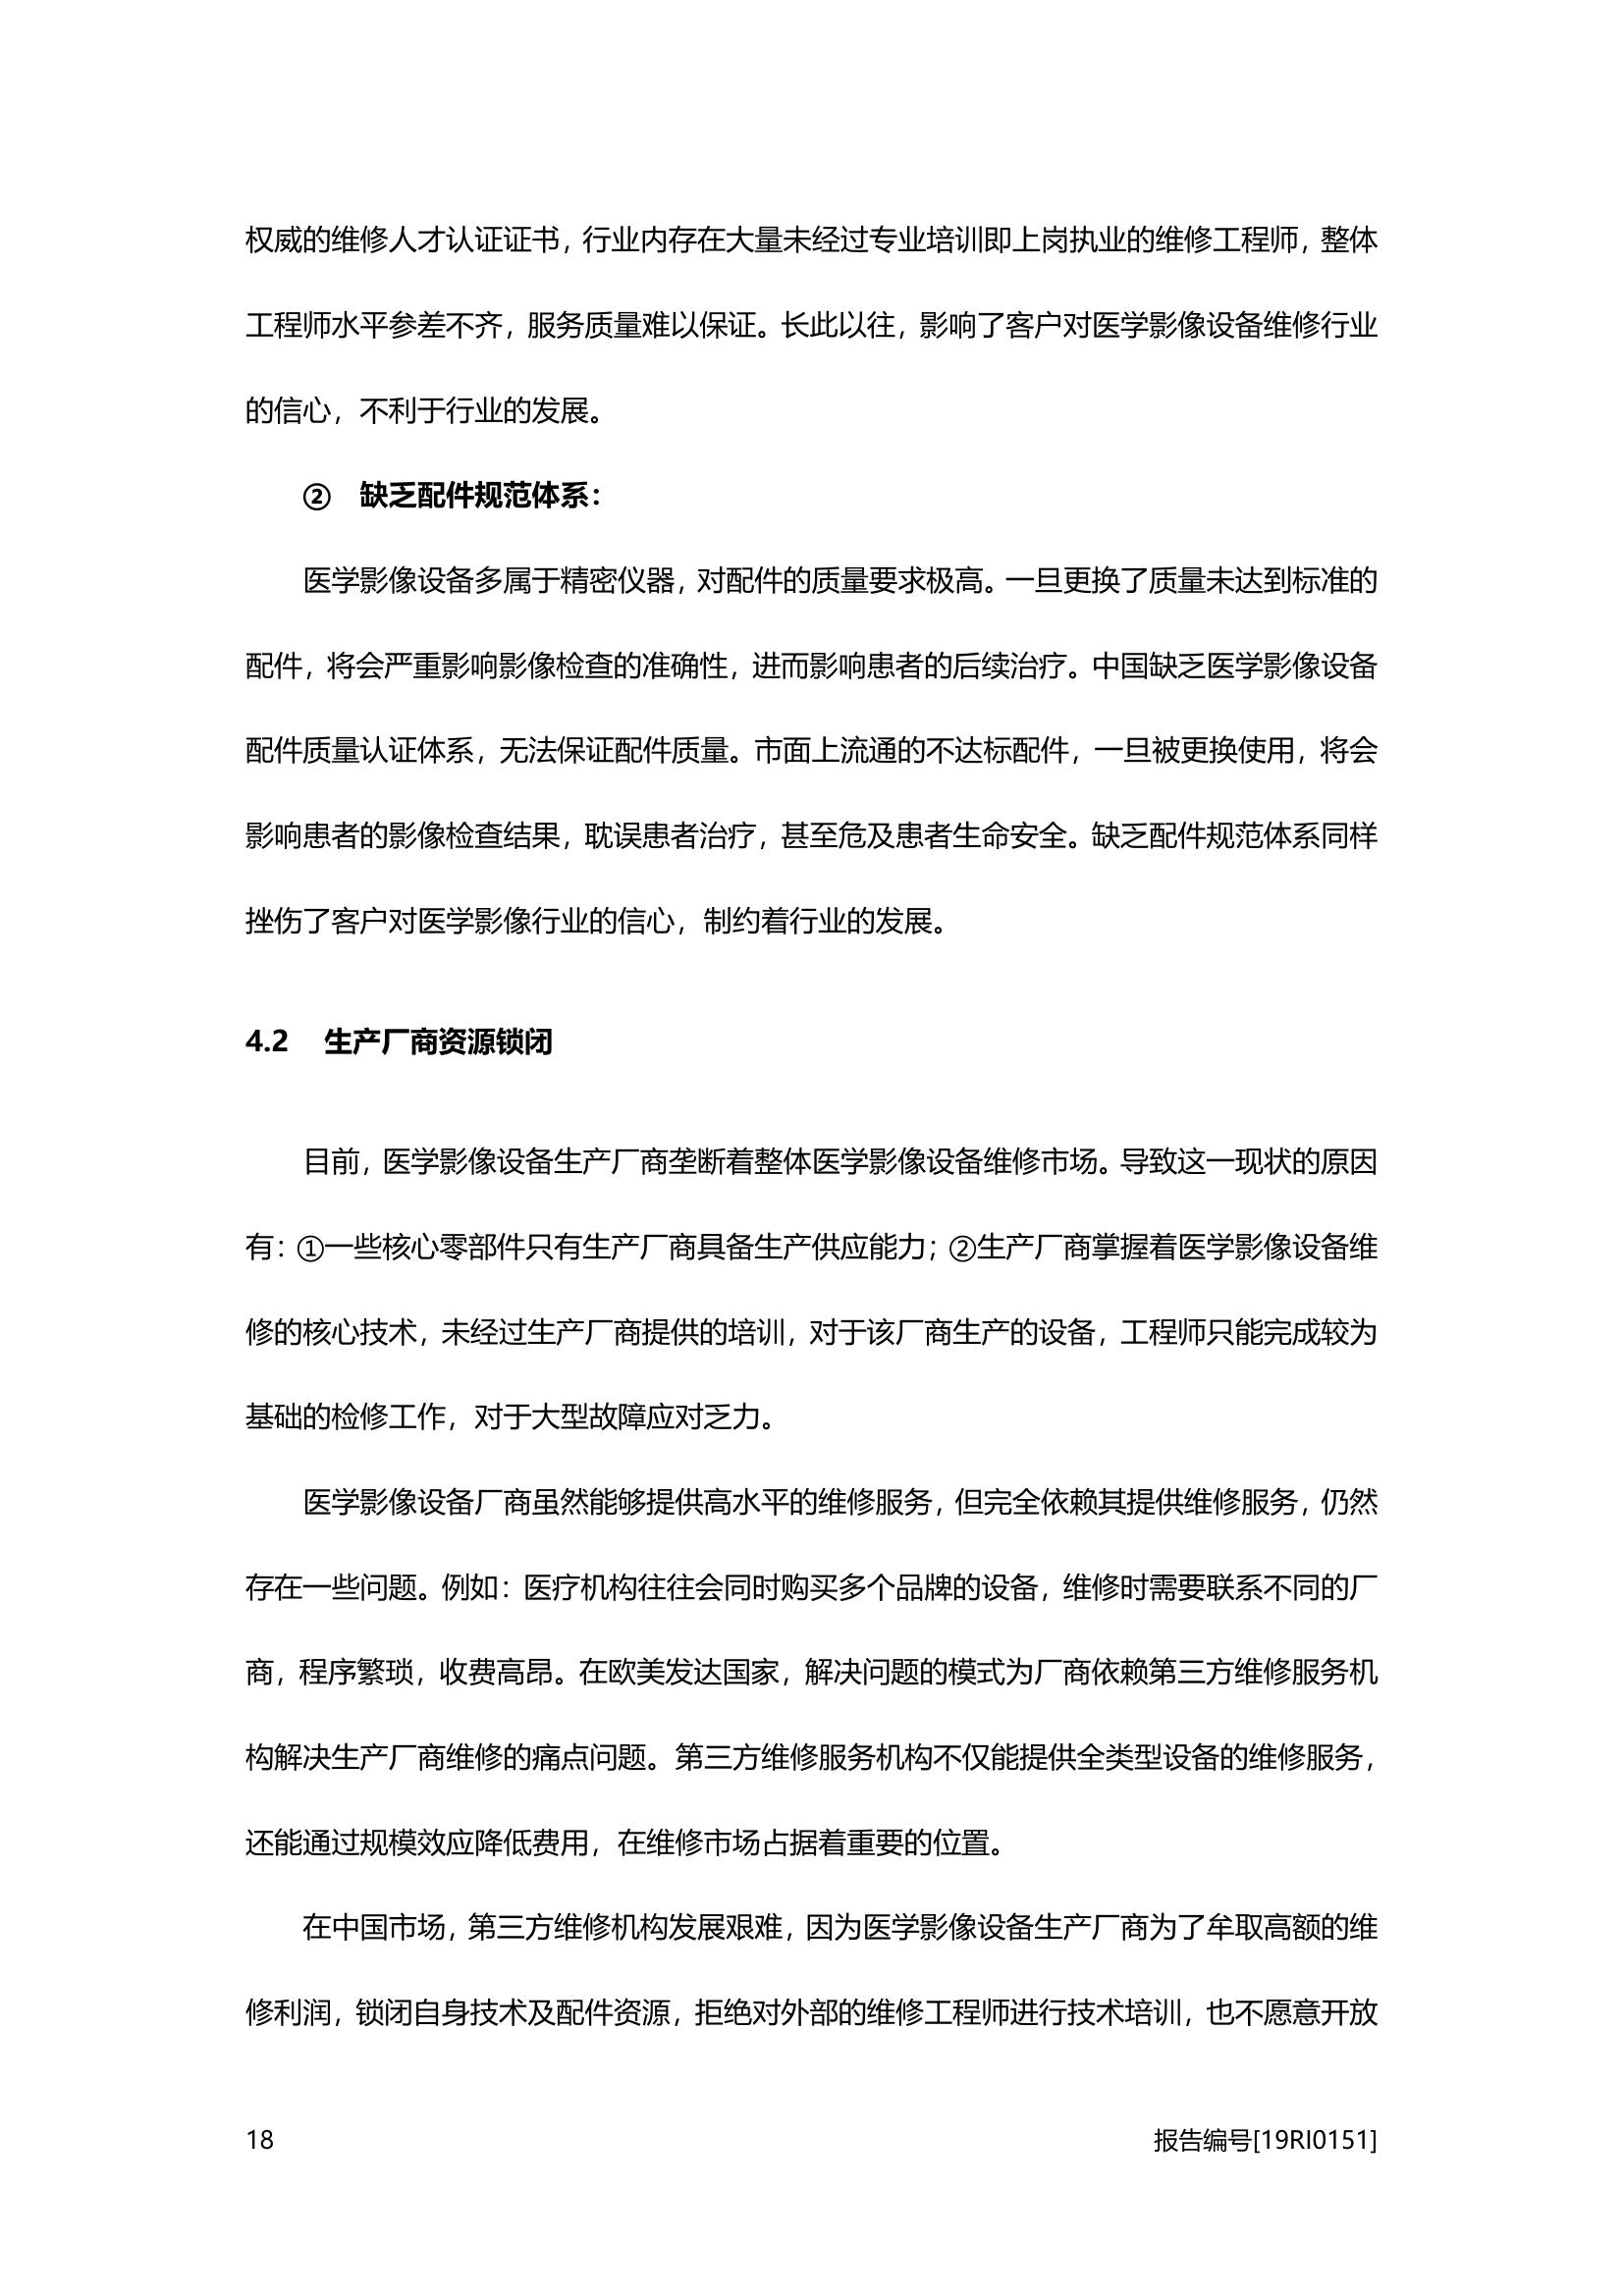 权威的维修人才认证证书，行业内存在大量未经过专业培训即上岗执业的维修工程师，整体
工程师水平参差不齐，服务质量难以保证。长此以往，影响了客户对医学影像设备维修行业
的信心，不利于行业的发展。
② 缺乏配件规范体系：
医学影像设备多属于精密仪器，对配件的质量要求极高。一旦更换了质量未达到标准的
配件，将会严重影响影像检查的准确性，进而影响患者的后续治疗。中国缺乏医学影像设备
配件质量认证体系，无法保证配件质量。市面上流通的不达标配件，一旦被更换使用，将会
影响患者的影像检查结果，耽误患者治疗，甚至危及患者生命安全。缺乏配件规范体系同样
挫伤了客户对医学影像行业的信心，制约着行业的发展。
4.2 生产厂商资源锁闭
目前，医学影像设备生产厂商垄断着整体医学影像设备维修市场。导致这一现状的原因
有：①一些核心零部件只有生产厂商具备生产供应能力；②生产厂商掌握着医学影像设备维
修的核心技术，未经过生产厂商提供的培训，对于该厂商生产的设备，工程师只能完成较为
基础的检修工作，对于大型故障应对乏力。
医学影像设备厂商虽然能够提供高水平的维修服务，但完全依赖其提供维修服务，仍然
存在一些问题。例如：医疗机构往往会同时购买多个品牌的设备，维修时需要联系不同的厂
商，程序繁琐，收费高昂。在欧美发达国家，解决问题的模式为厂商依赖第三方维修服务机
构解决生产厂商维修的痛点问题。第三方维修服务机构不仅能提供全类型设备的维修服务，
还能通过规模效应降低费用，在维修市场占据着重要的位置。
在中国市场，第三方维修机构发展艰难，因为医学影像设备生产厂商为了牟取高额的维
修利润，锁闭自身技术及配件资源，拒绝对外部的维修工程师进行技术培训，也不愿意开放
18 报告编号[19RI0151]